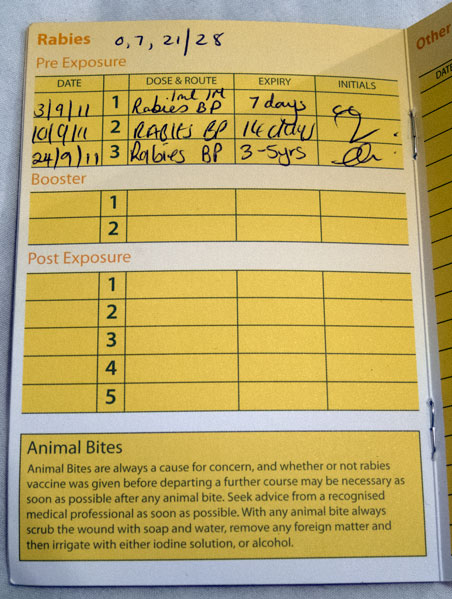 Rabies 0, 7, 21/28
Pre Exposure
DATE DOSE & ROUTE EXPIRY INITIALS
3/9/11 1 1ml IM Rabies BP 7 days
10/9/11 2 RABIES BP 14 days
24/9/11 3 Rabies BP 3-5yrs
Booster
1
2
Post Exposure
1
2
3
4
5
Animal Bites
Animal Bites are always a cause for concern, and whether or not rabies
vaccine was given before departing a further course may be necessary as
soon as possible after any animal bite. Seek advice from a recognised
medical professional as soon as possible. With any animal bite always
scrub the wound with soap and water, remove any foreign matter and
then irrigate with either iodine solution, or alcohol.
Other
DATE